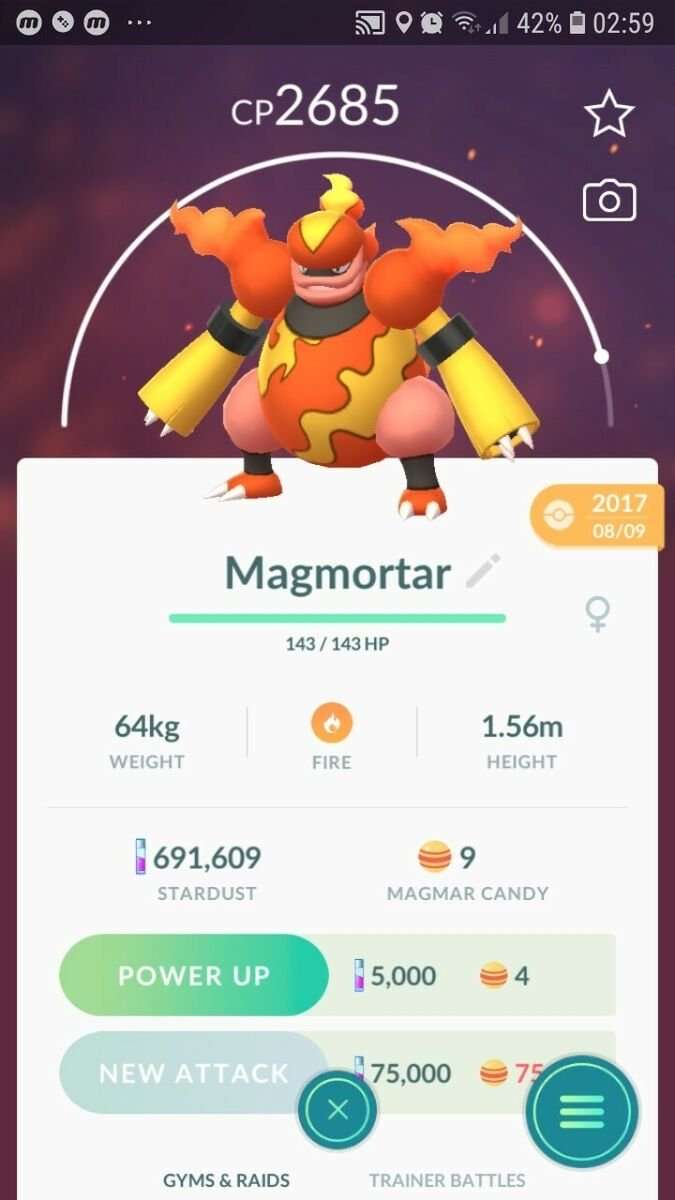 42% 02:59
CP2685
2017
08/09
Magmortar
143 / 143 HP
64kg
WEIGHT
FIRE
1.56m
HEIGHT
691,609
STARDUST
9
MAGMAR CANDY
POWER UP 5,000 4
NEW ATTACK 75,000 75
GYMS & RAIDS TRAINER BATTLES